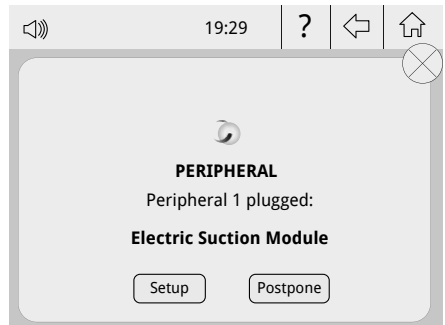 19:29 ?
PERIPHERAL
Peripheral 1 plugged:
Electric Suction Module
Setup Postpone